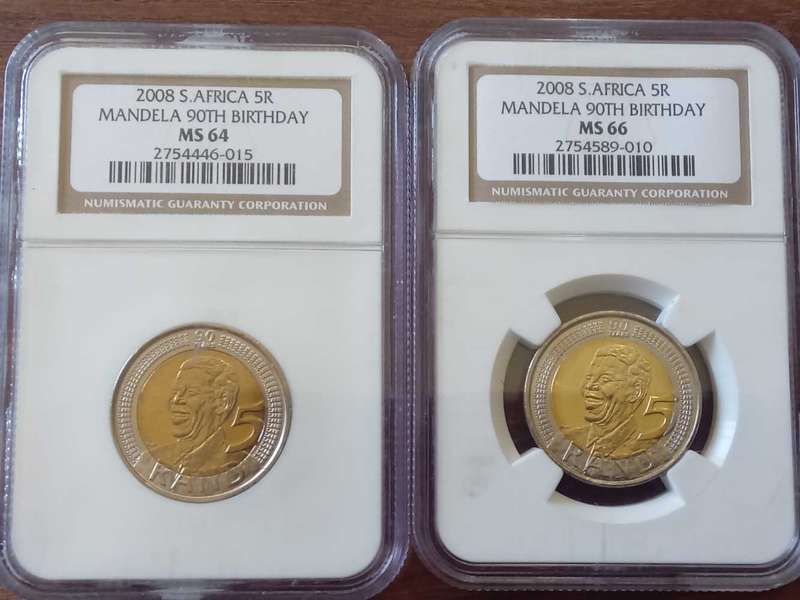 2008 S.AFRICA 5R
MANDELA 90TH BIRTHDAY
MS 64
2754446-015
NUMISMATIC GUARANTY CORPORATION
90
5
RAND
2008 S.AFRICA 5R
MANDELA 90TH BIRTHDAY
MS 66
2754589-010
NUMISMATIC GUARANTY CORPORATION
90
5
RAND